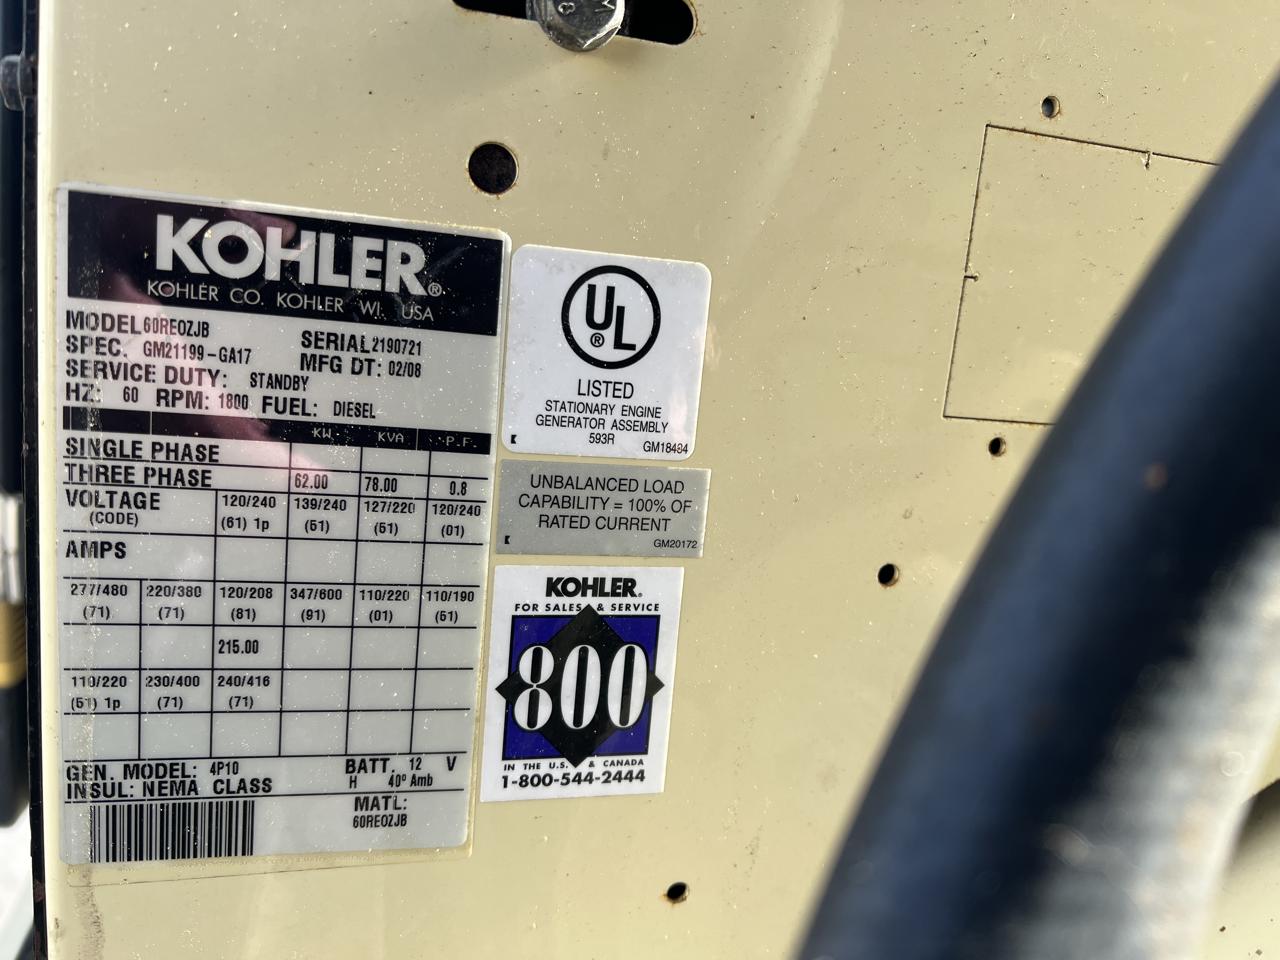 KOHLER®
KOHLER CO. KOHLER WI. USA
MODEL 60REOZJB SERIAL 2190721
SPEC. GM21199-GA17 MFG DT: 02/08
SERVICE DUTY: STANDBY
HZ: 60 RPM: 1800 FUEL: DIESEL
KW KVA P.F.
SINGLE PHASE
THREE PHASE 62.00 78.00 0.8
VOLTAGE 120/240 139/240 127/220 120/240
(CODE) (61) 1p (51) (51) (01)
AMPS
277/480 220/380 120/208 347/600 110/220 110/190
(71) (71) (81) (91) (01) (51)
215.00
110/220 230/400 240/416
(51) 1p (71) (71)
GEN. MODEL: 4P10 BATT. 12 V
INSUL: NEMA CLASS H 40° Amb
MATL:
60REOZJB
UL
®
LISTED
STATIONARY ENGINE
GENERATOR ASSEMBLY
593R
K GM18484
UNBALANCED LOAD
CAPABILITY = 100% OF
RATED CURRENT
K GM20172
KOHLER®
FOR SALES & SERVICE
800
IN THE U.S. & CANADA
1-800-544-2444